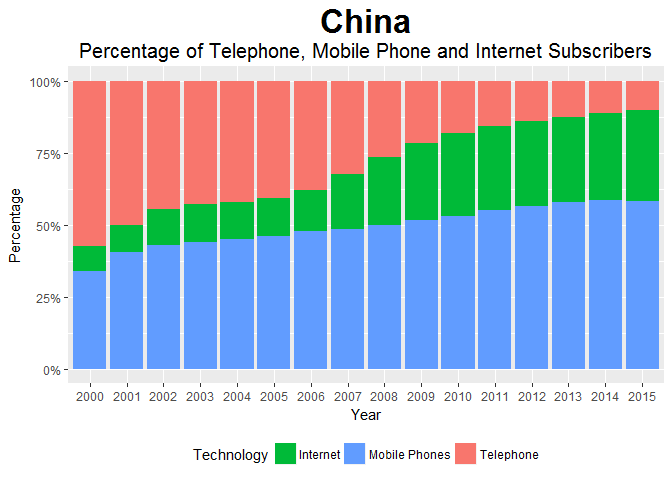 China
Percentage of Telephone, Mobile Phone and Internet Subscribers
100%
75%
50%
25%
0%
Percentage
2000 2001 2002 2003 2004 2005 2006 2007 2008 2009 2010 2011 2012 2013 2014 2015
Year
Technology Internet Mobile Phones Telephone